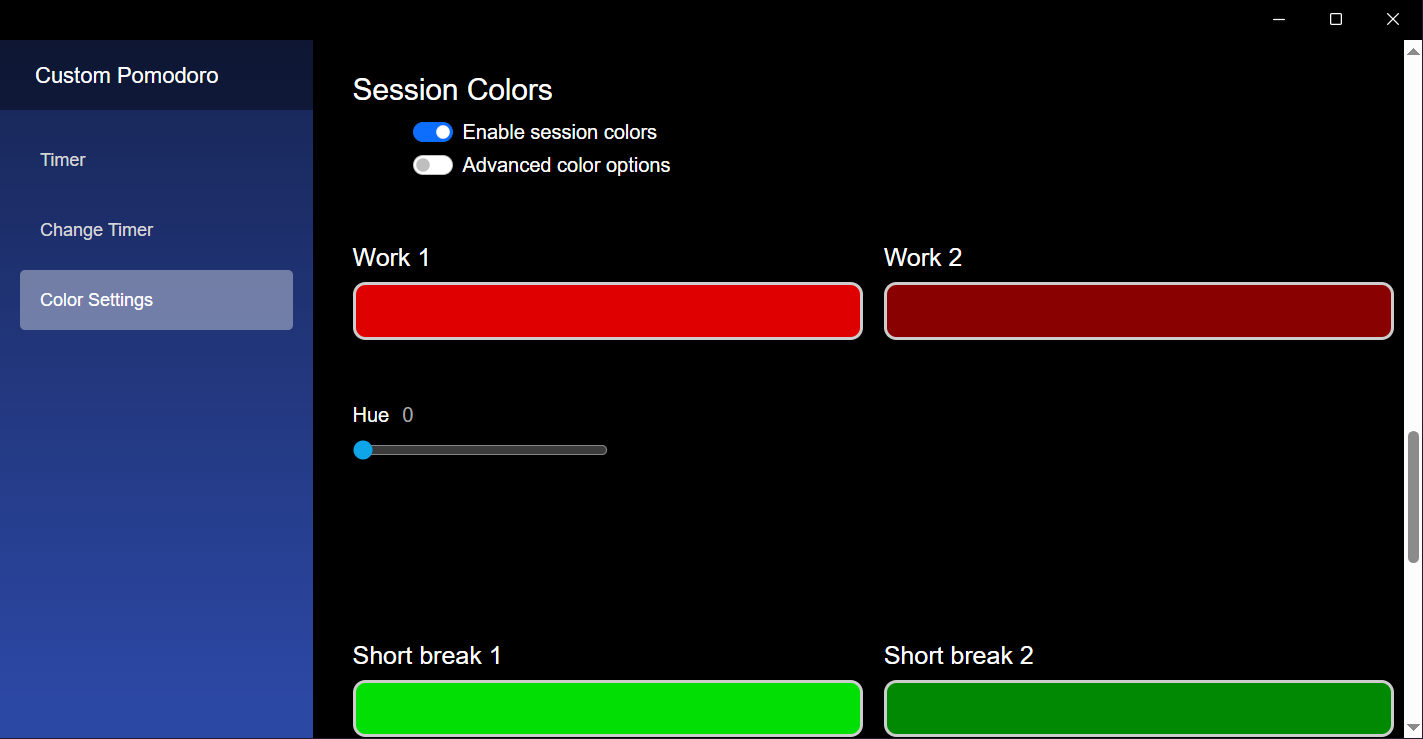 Custom Pomodoro
Timer
Change Timer
Color Settings
Session Colors
Enable session colors
Advanced color options
Work 1
Work 2
Hue 0
Short break 1
Short break 2